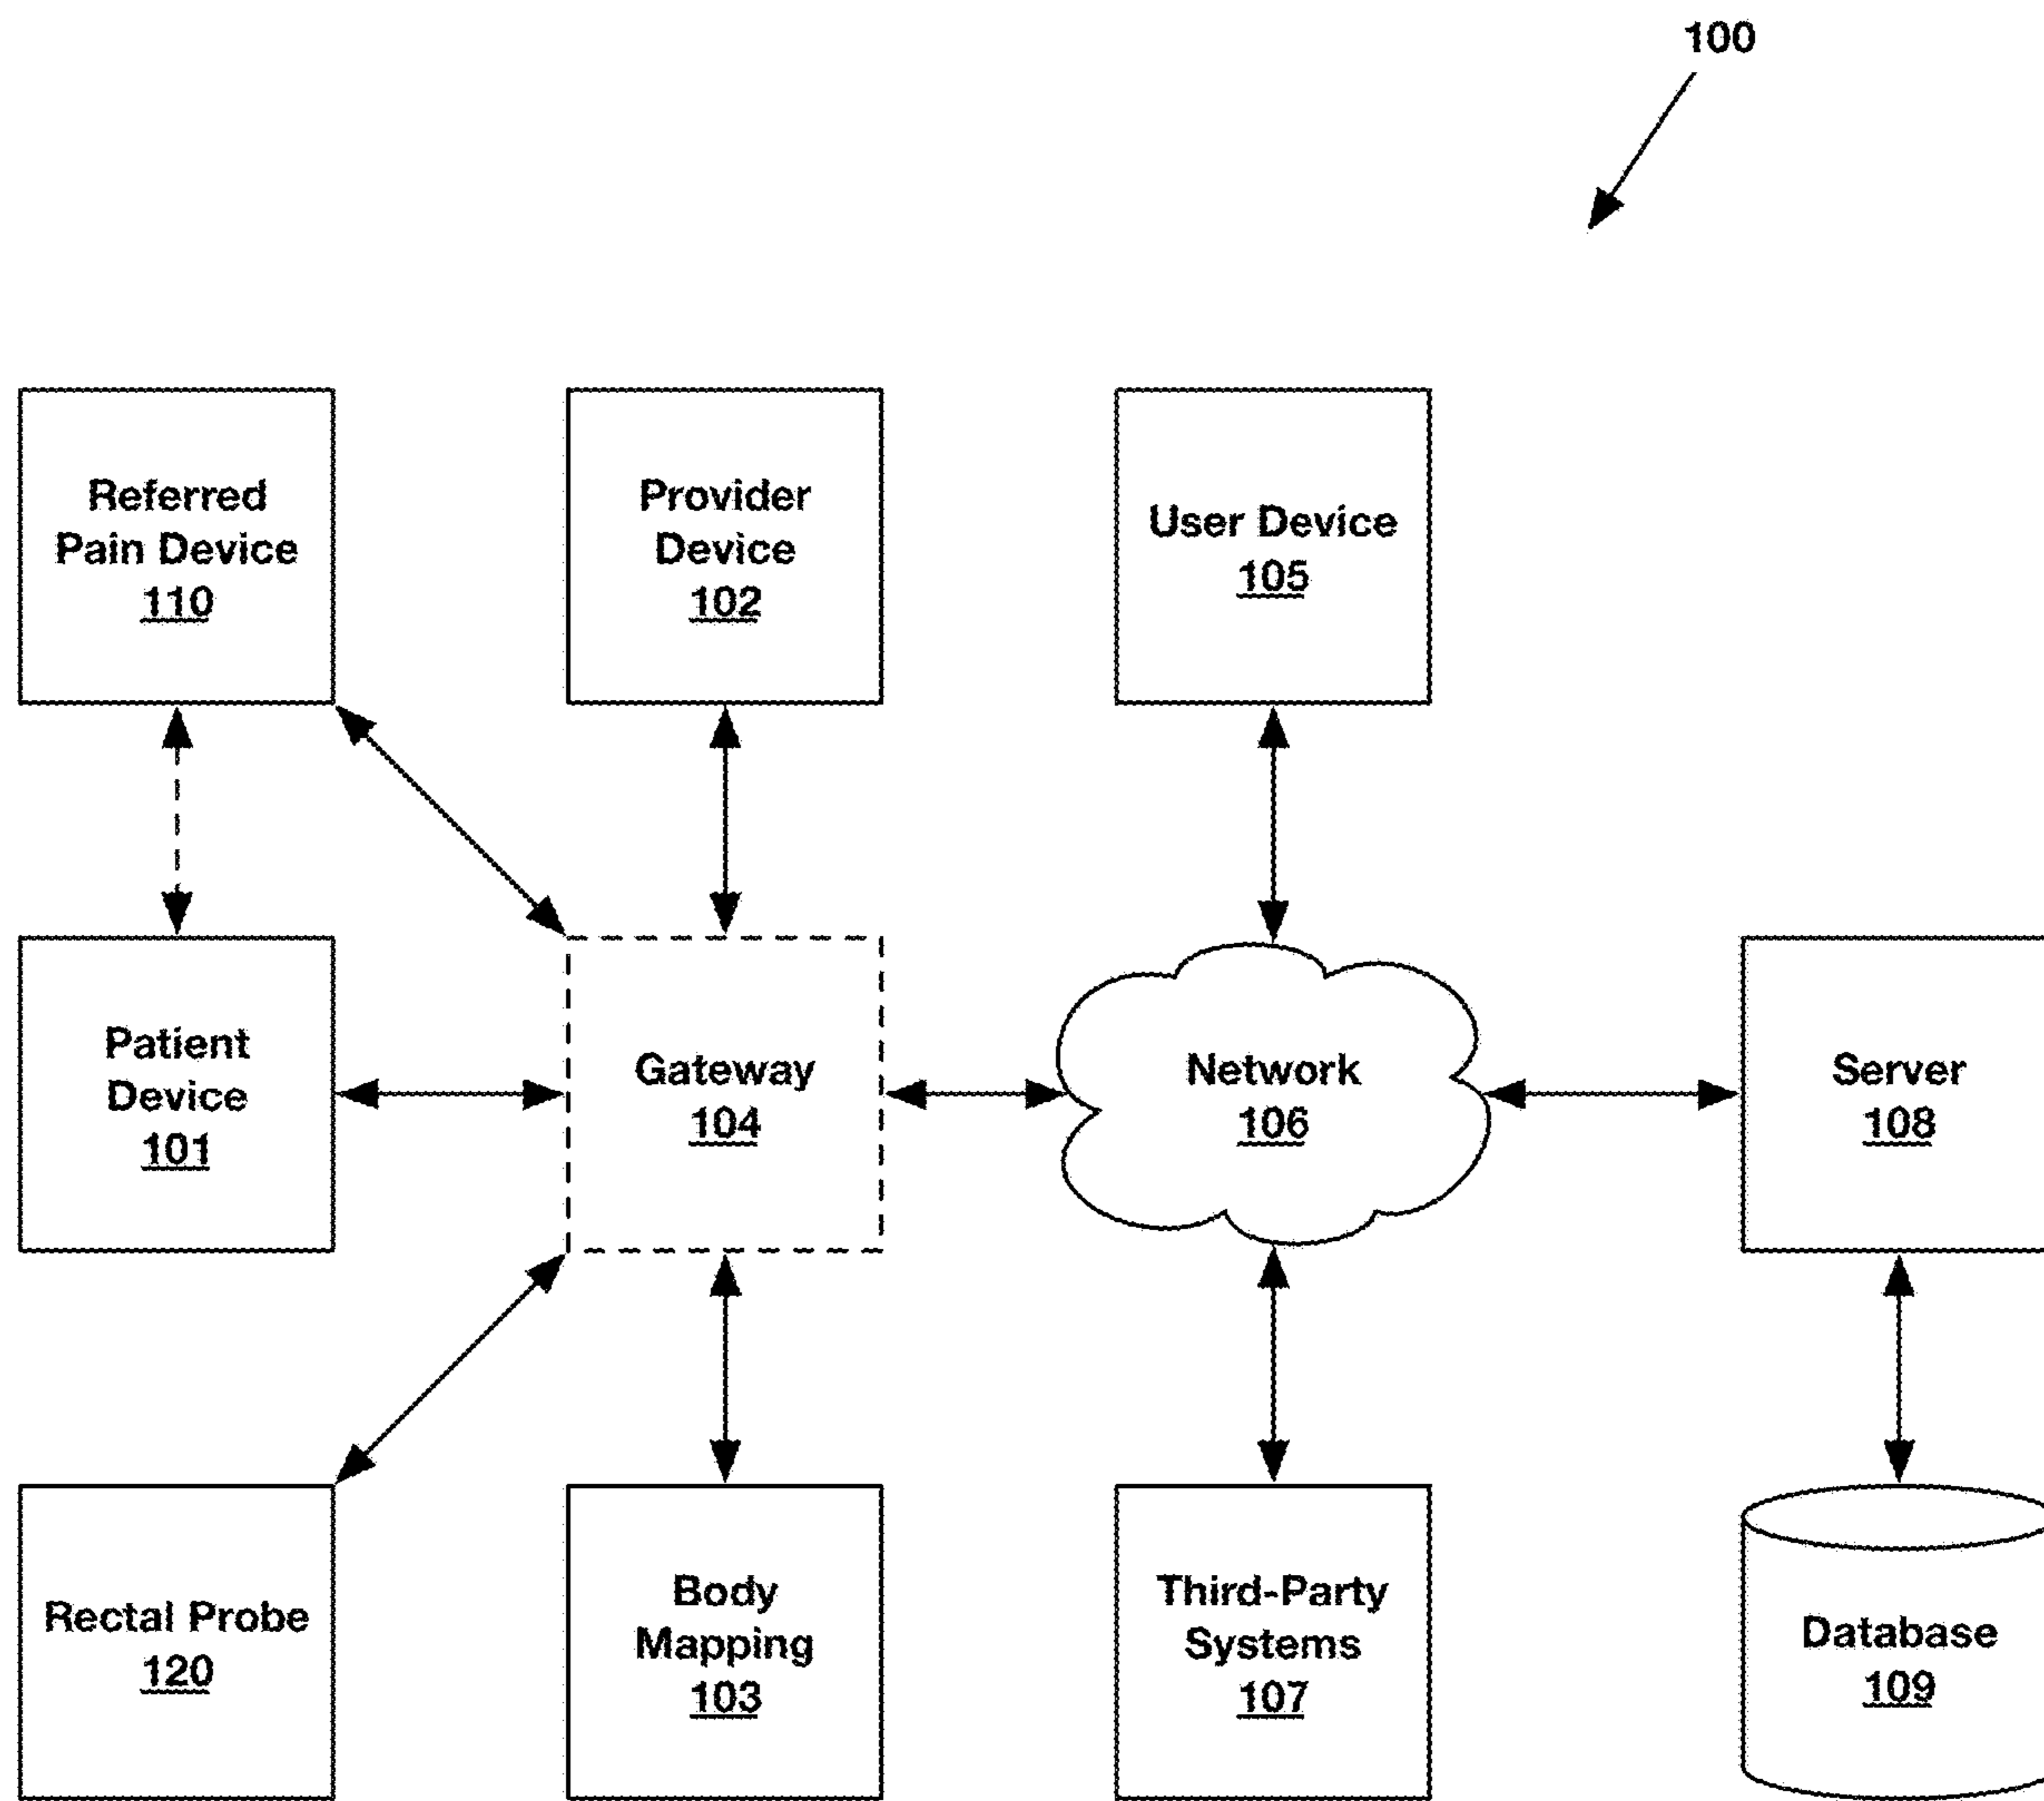 100
Referred
Pain Device
110
Provider
Device
102
User Device
105
Patient
Device
101
Gateway
104
Network
106
Server
108
Rectal Probe
120
Body
Mapping
103
Third-Party
Systems
107
Database
109